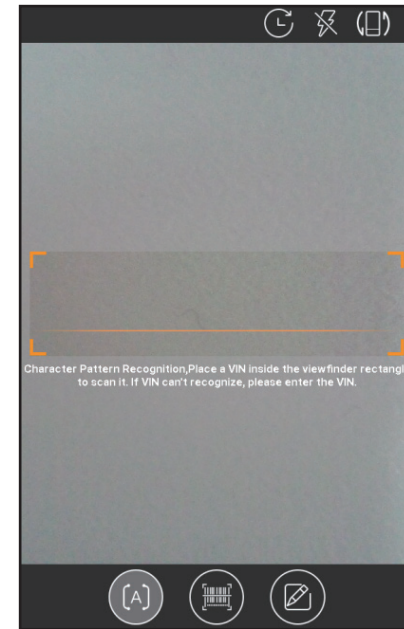 Character Pattern Recognition,Place a VIN inside the viewfinder rectangl
to scan it. If VIN can't recognize, please enter the VIN.
[A]